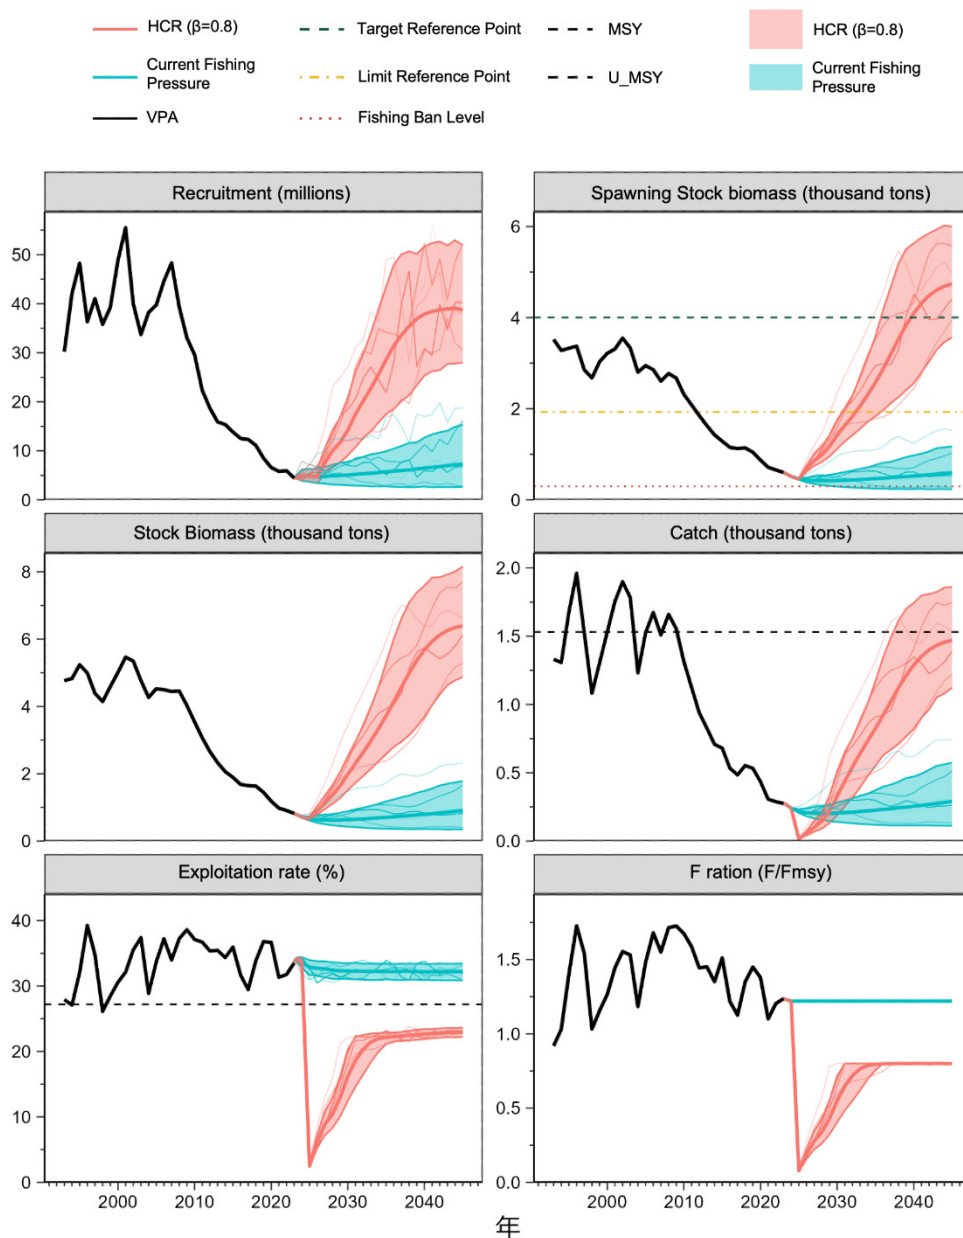 HCR (β=0.8)
Target Reference Point
MSY
HCR (β=0.8)
Current Fishing
Pressure
Limit Reference Point
U_MSY
Current Fishing
Pressure
VPA
Fishing Ban Level
Recruitment (millions)
50
40
30
20
10
0
Spawning Stock biomass (thousand tons)
6
4
2
0
Stock Biomass (thousand tons)
8
6
4
2
0
Catch (thousand tons)
2.0
1.5
1.0
0.5
0.0
Exploitation rate (%)
40
30
20
10
0
2000 2010 2020 2030 2040
F ration (F/Fmsy)
1.5
1.0
0.5
0.0
2000 2010 2020 2030 2040
年